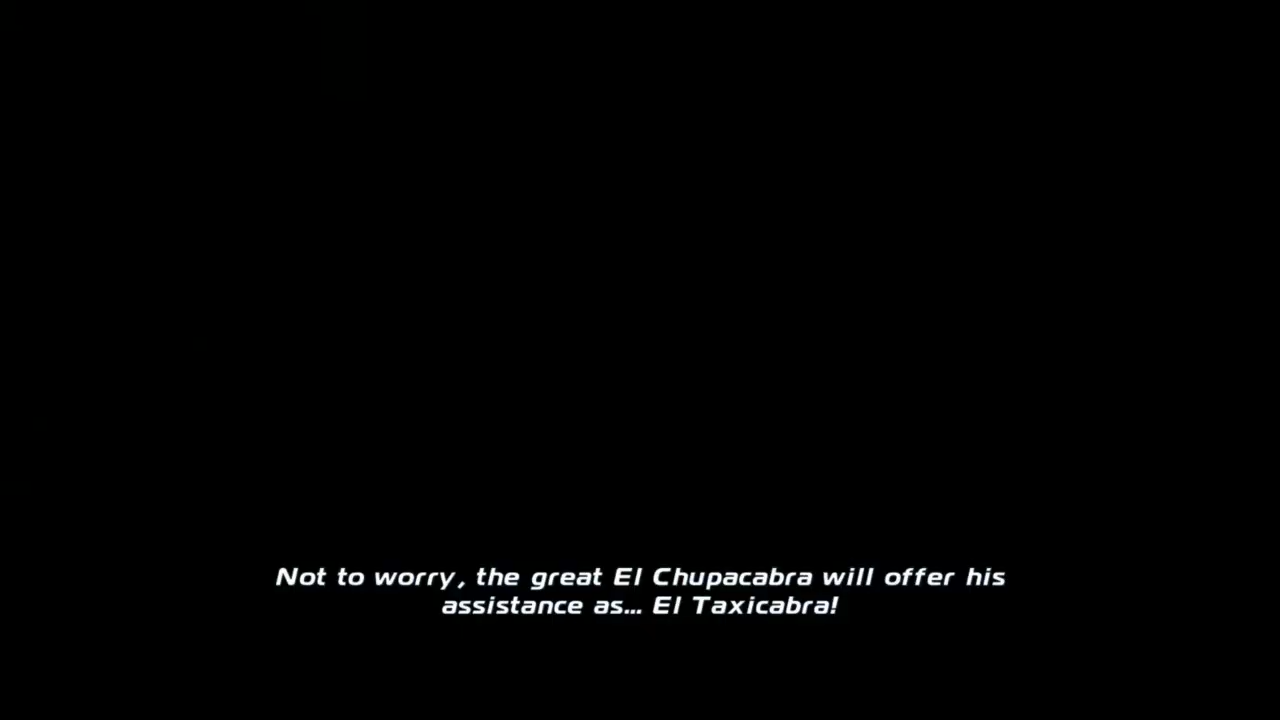 Not to worry, the great El Chupacabra will offer his
assistance as... El Taxicabra!